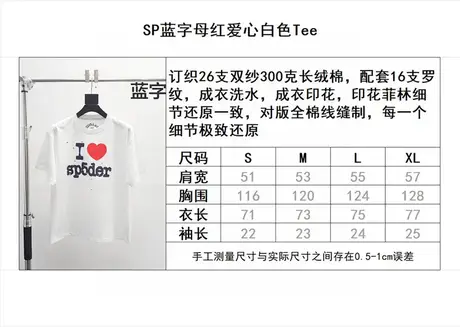 SP蓝字母红爱心白色Tee
订织26支双纱300克长绒棉，配套16支罗
纹，成衣洗水，成衣印花，印花菲林细
节还原一致，对版全棉线缝制，每一个
细节极致还原
蓝字
I
sp5der
尺码 S M L XL
肩宽 51 53 55 57
胸围 116 120 124 128
衣长 71 73 75 77
袖长 22 23 24 25
手工测量尺寸与实际尺寸之间存在0.5-1cm误差